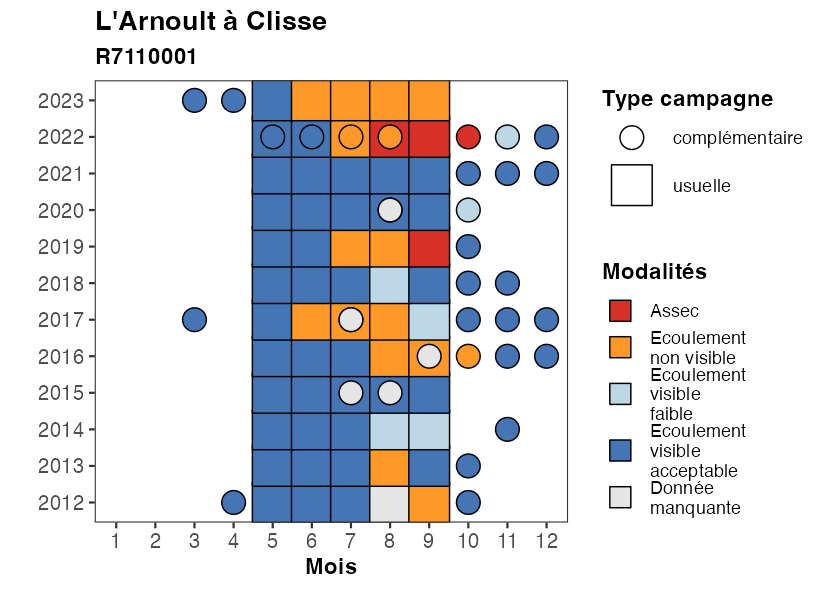 L'Arnoult à Clisse
R7110001
2023
2022
2021
2020
2019
2018
2017
2016
2015
2014
2013
2012
1 2 3 4 5 6 7 8 9 10 11 12
Mois
Type campagne
complémentaire
usuelle
Modalités
Assec
Ecoulement
non visible
Ecoulement
visible
faible
Ecoulement
visible
acceptable
Donnée
manquante